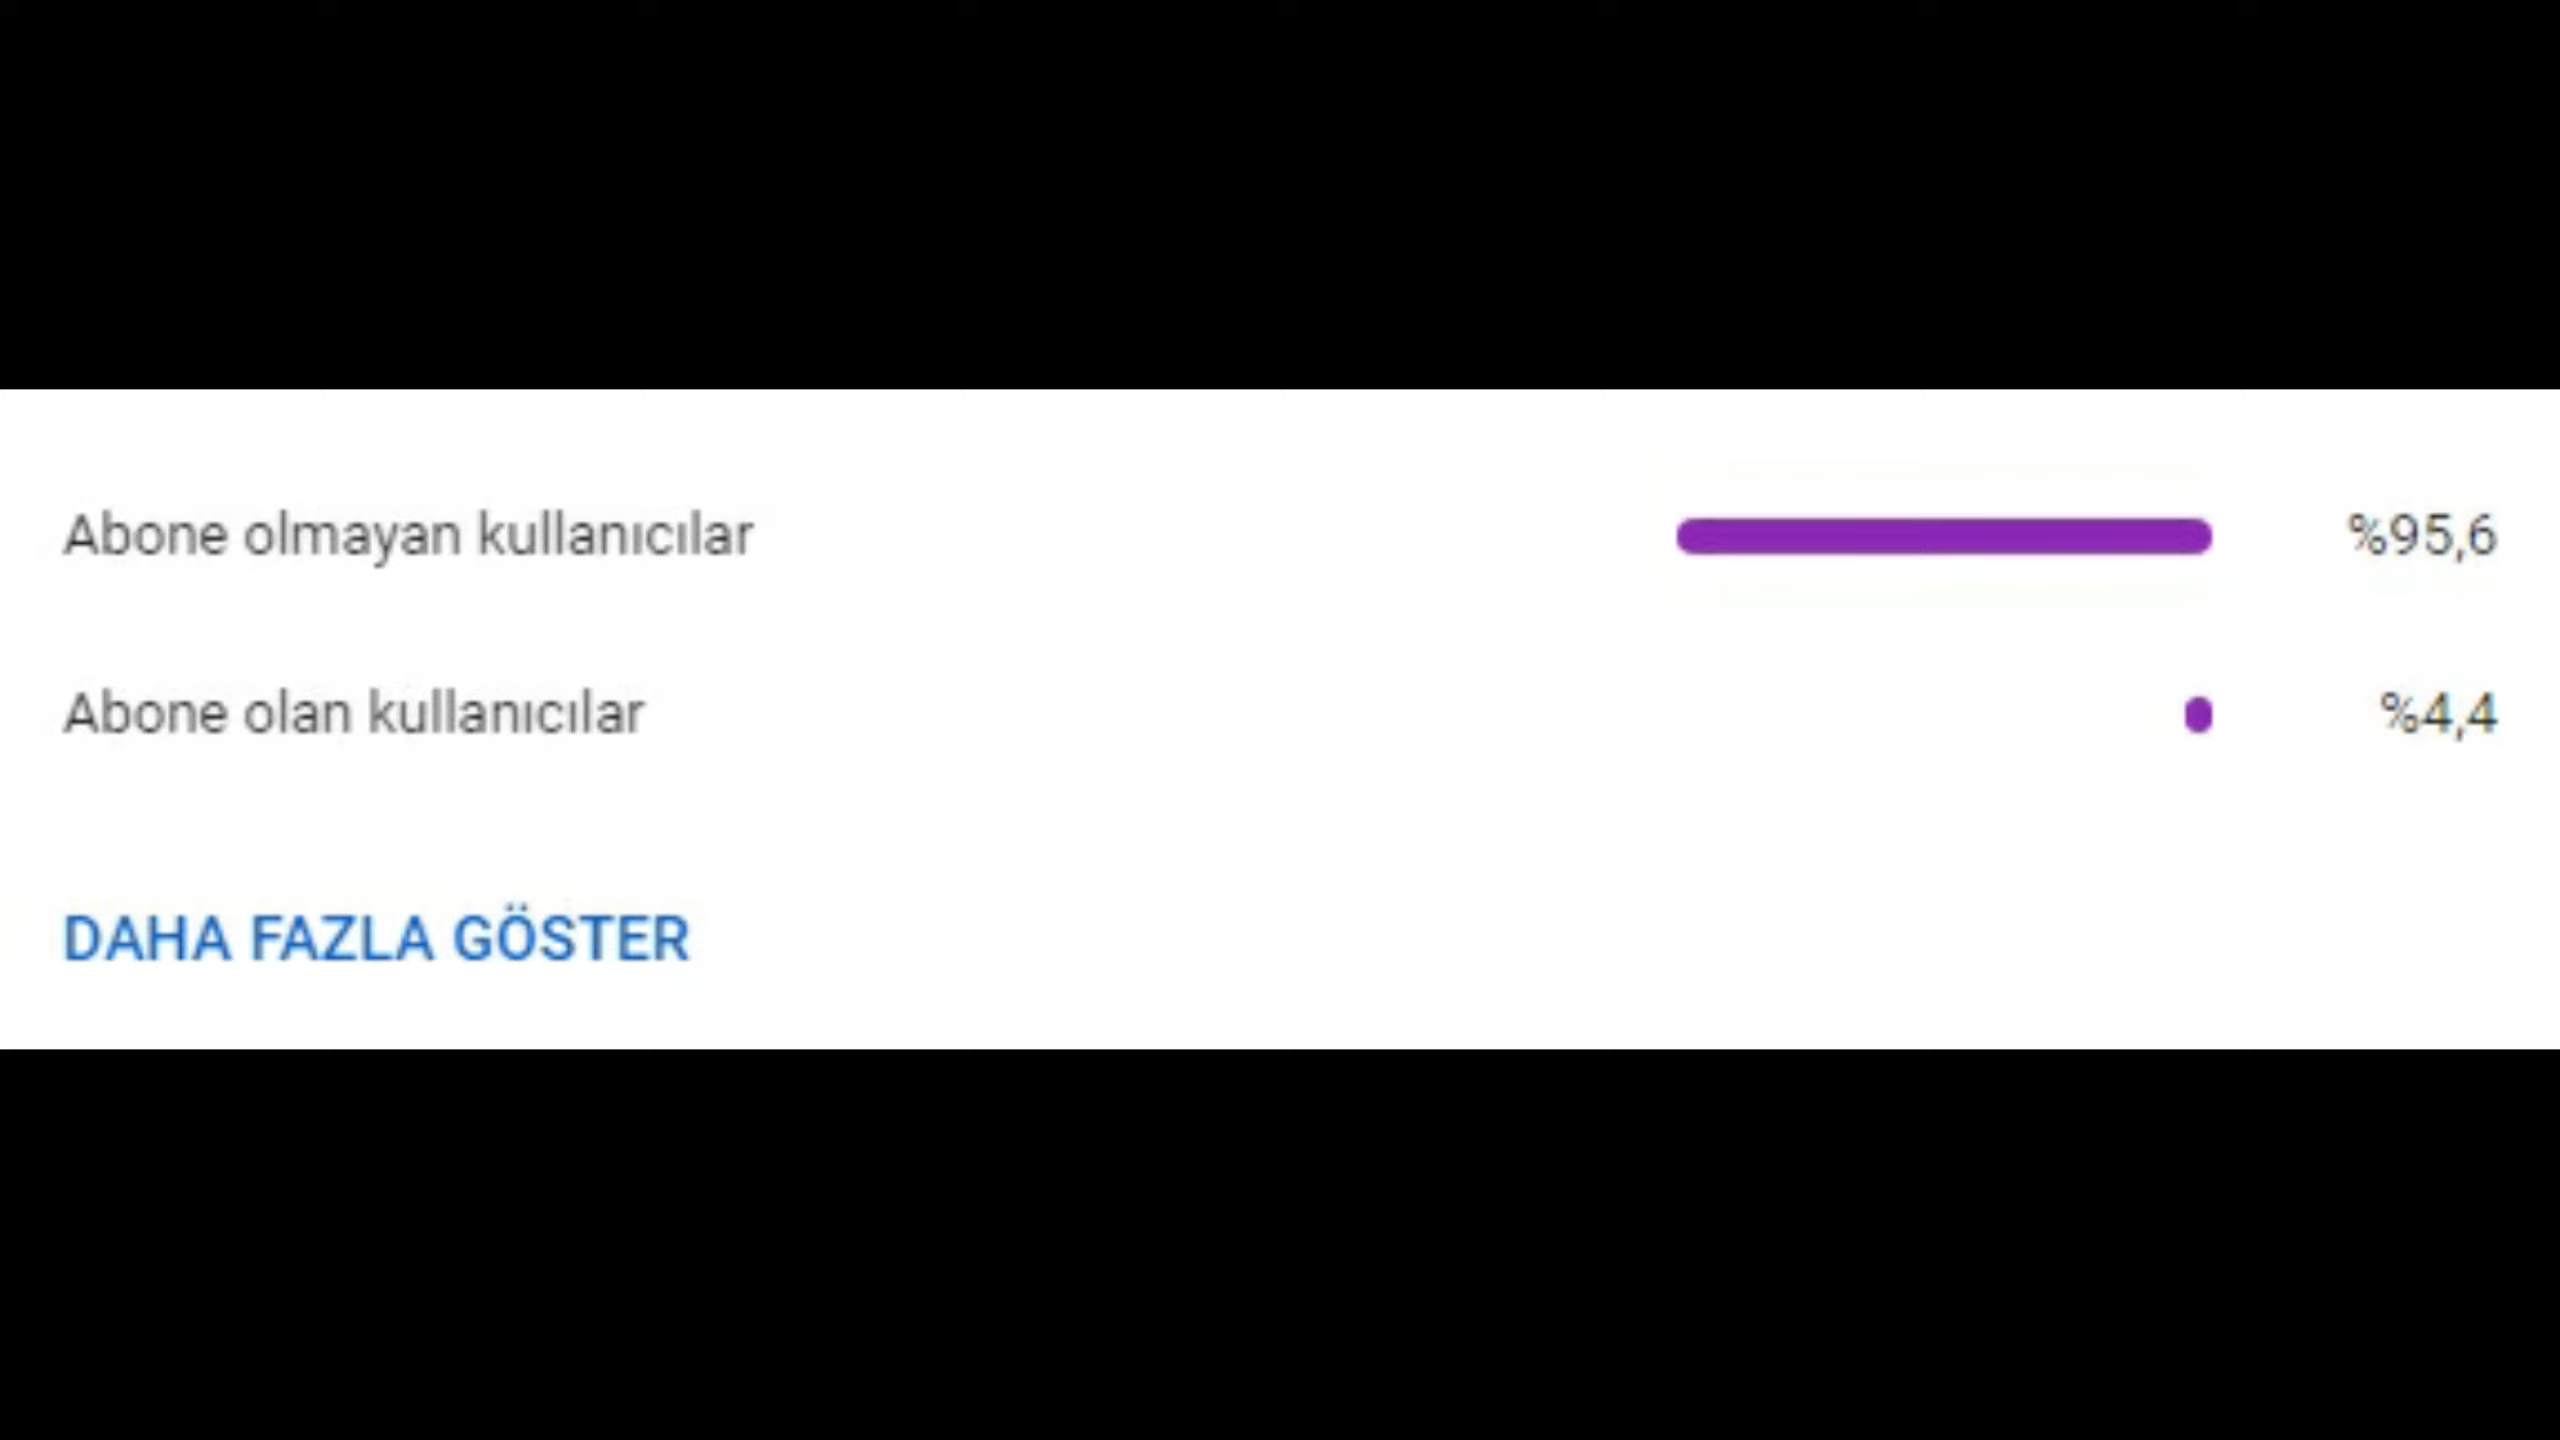 Abone olmayan kullanıcılar %95,6
Abone olan kullanıcılar %4,4
DAHA FAZLA GÖSTER